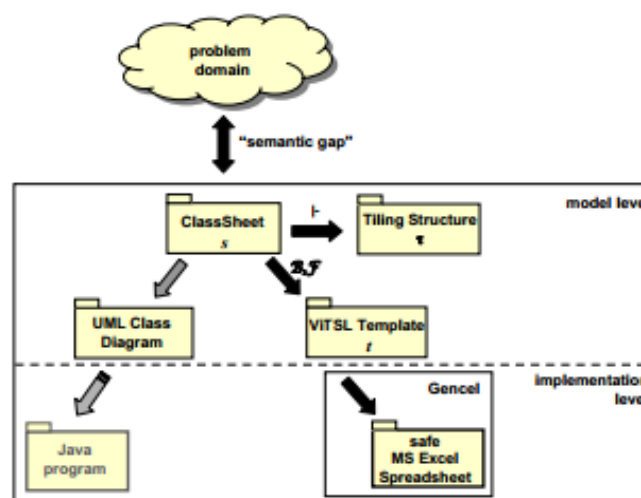 problem
domain
"semantic gap"
model leve
ClassSheet
s
⊢
Tiling Structure
τ
ℬ,ℱ
UML Class
Diagram
ViTSL Template
t
Gencel
implementation
leve
Java
program
safe
MS Excel
Spreadsheet